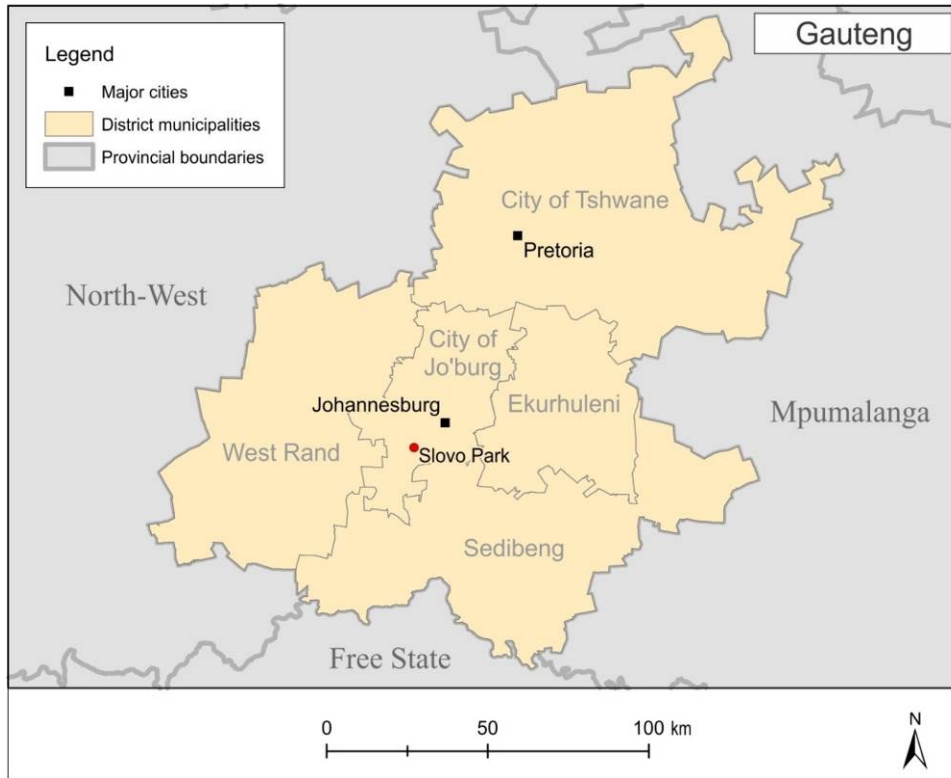 Gauteng
Legend
Major cities
District municipalities
Provincial boundaries
City of Tshwane
Pretoria
North-West
City of
Jo'burg
Johannesburg
Ekurhuleni
Mpumalanga
West Rand
Slovo Park
Sedibeng
Free State
0 50 100 km
N